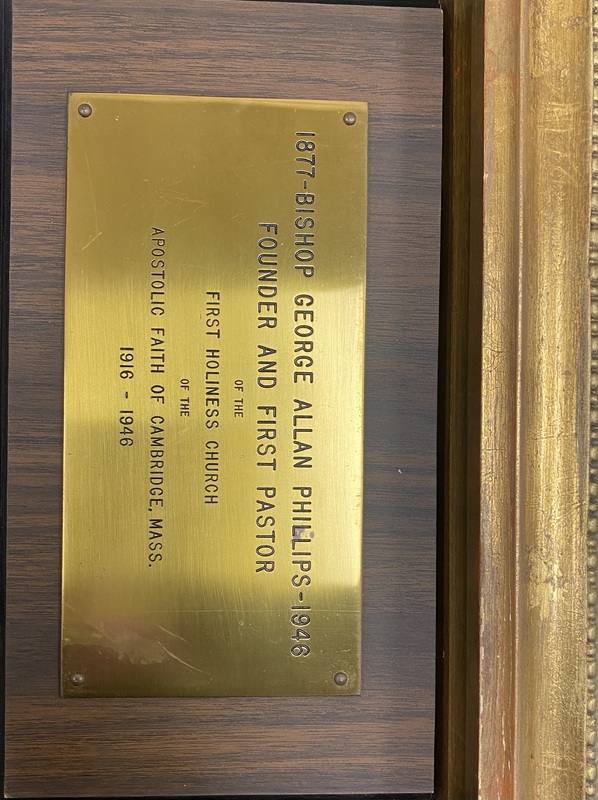 1877-BISHOP GEORGE ALLAN PHILLIPS-1946
FOUNDER AND FIRST PASTOR
OF THE
FIRST HOLINESS CHURCH
OF THE
APOSTOLIC FAITH OF CAMBRIDGE, MASS.
1916 - 1946